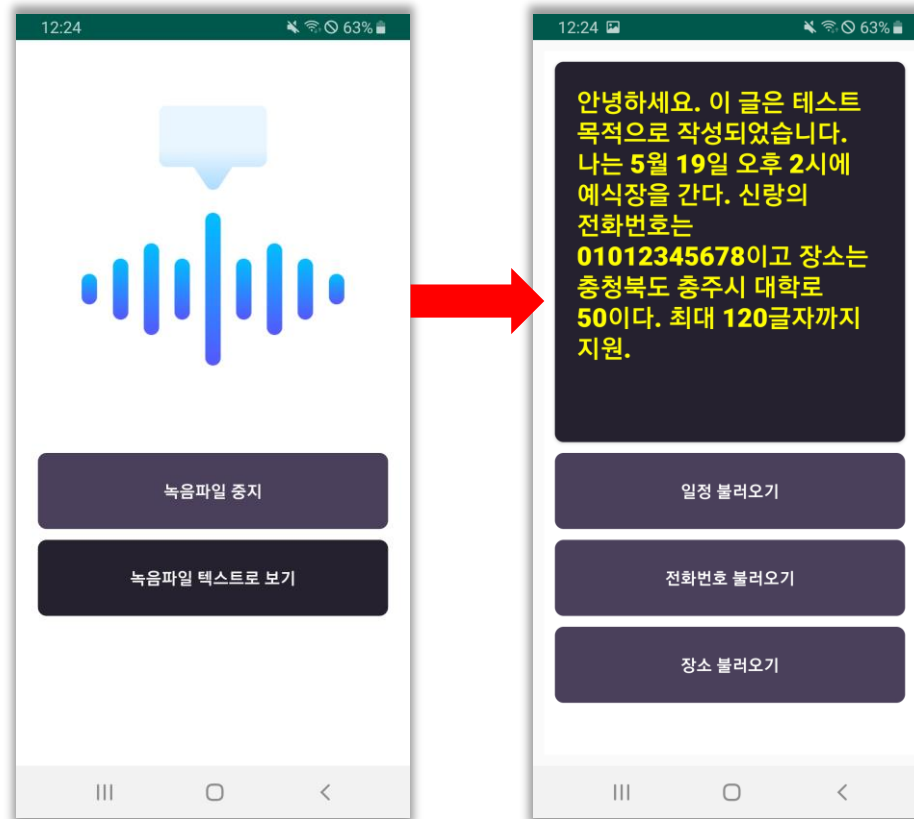 12:24
63%
녹음파일 중지
녹음파일 텍스트로 보기
12:24
63%
안녕하세요. 이 글은 테스트
목적으로 작성되었습니다.
나는 5월 19일 오후 2시에
예식장을 간다. 신랑의
전화번호는
01012345678이고 장소는
충청북도 충주시 대학로
50이다. 최대 120글자까지
지원.
일정 불러오기
전화번호 불러오기
장소 불러오기